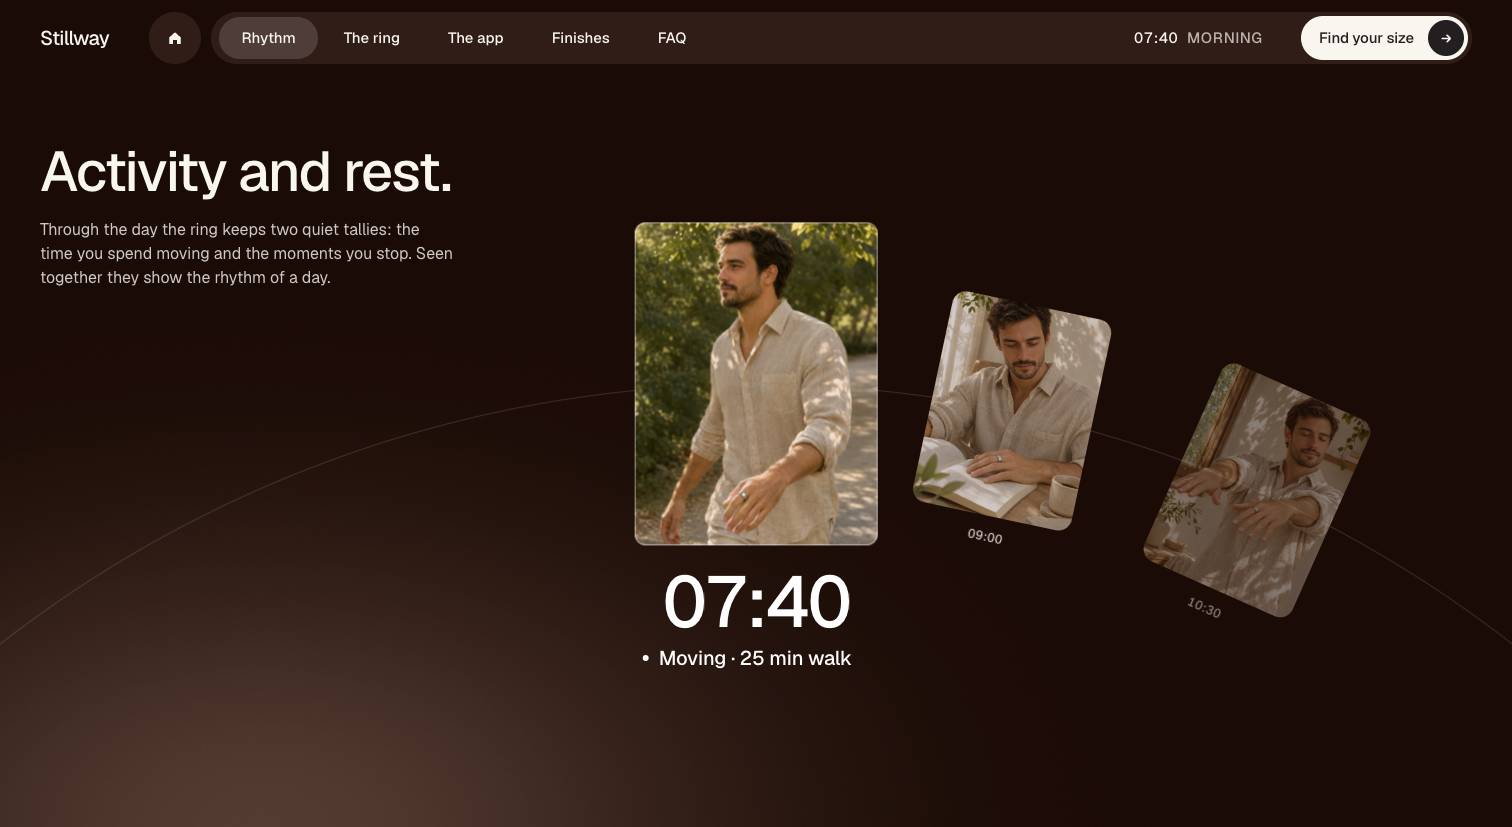 Stillway
Rhythm
The ring
The app
Finishes
FAQ
07:40 MORNING
Find your size
Activity and rest.
Through the day the ring keeps two quiet tallies: the
time you spend moving and the moments you stop. Seen
together they show the rhythm of a day.
09:00
10:30
07:40
• Moving · 25 min walk